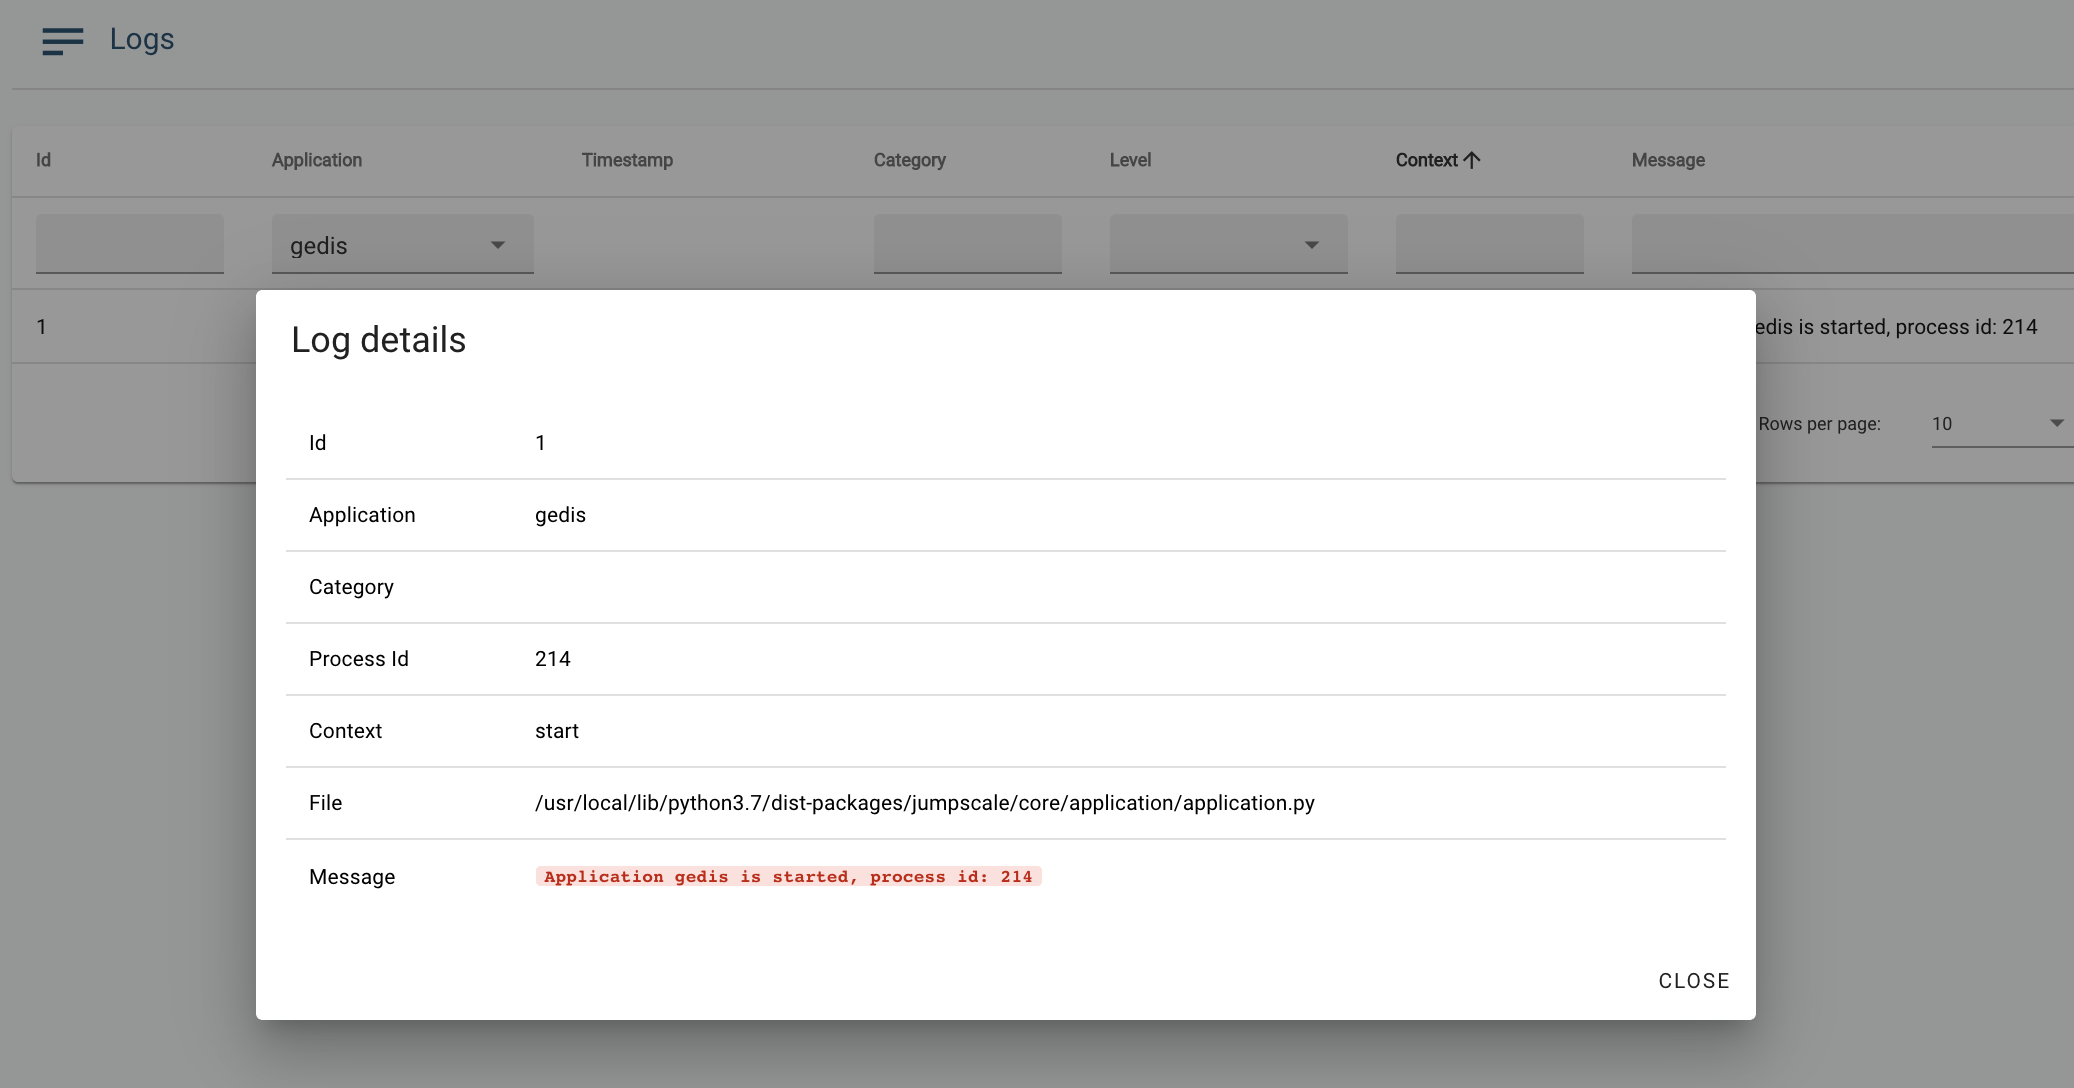 Logs
Id Application Timestamp Category Level Context Message
gedis
1 edis is started, process id: 214
Rows per page: 10
Log details
Id 1
Application gedis
Category
Process Id 214
Context start
File /usr/local/lib/python3.7/dist-packages/jumpscale/core/application/application.py
Message Application gedis is started, process id: 214
CLOSE